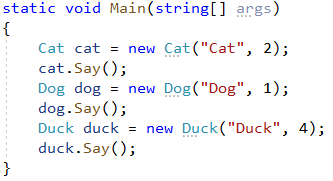 static void Main(string[] args)
{
    Cat cat = new Cat("Cat", 2);
    cat.Say();
    Dog dog = new Dog("Dog", 1);
    dog.Say();
    Duck duck = new Duck("Duck", 4);
    duck.Say();
}